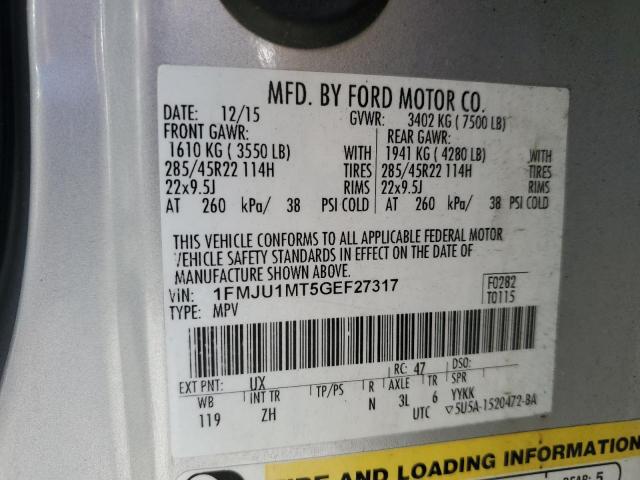 MFD. BY FORD MOTOR CO.
DATE: 12/15 GVWR: 3402 KG ( 7500 LB)
FRONT GAWR: REAR GAWR:
1610 KG ( 3550 LB) WITH 1941 KG ( 4280 LB) WITH
285/45R22 114H TIRES 285/45R22 114H TIRES
22x9.5J RIMS 22x9.5J RIMS
AT 260 kPa/ 38 PSI COLD AT 260 kPa/ 38 PSI COLD
THIS VEHICLE CONFORMS TO ALL APPLICABLE FEDERAL MOTOR
VEHICLE SAFETY STANDARDS IN EFFECT ON THE DATE OF
MANUFACTURE SHOWN ABOVE.
VIN: 1FMJU1MT5GEF27317 F0282
TYPE: MPV T0115
EXT PNT: UX RC: 47 DSO:
WB INT TR TP/PS R AXLE TR SPR
119 ZH N 3L 6 YYKK
UTC 5U5A-1520472-BA
AND LOADING INFORMATION
5